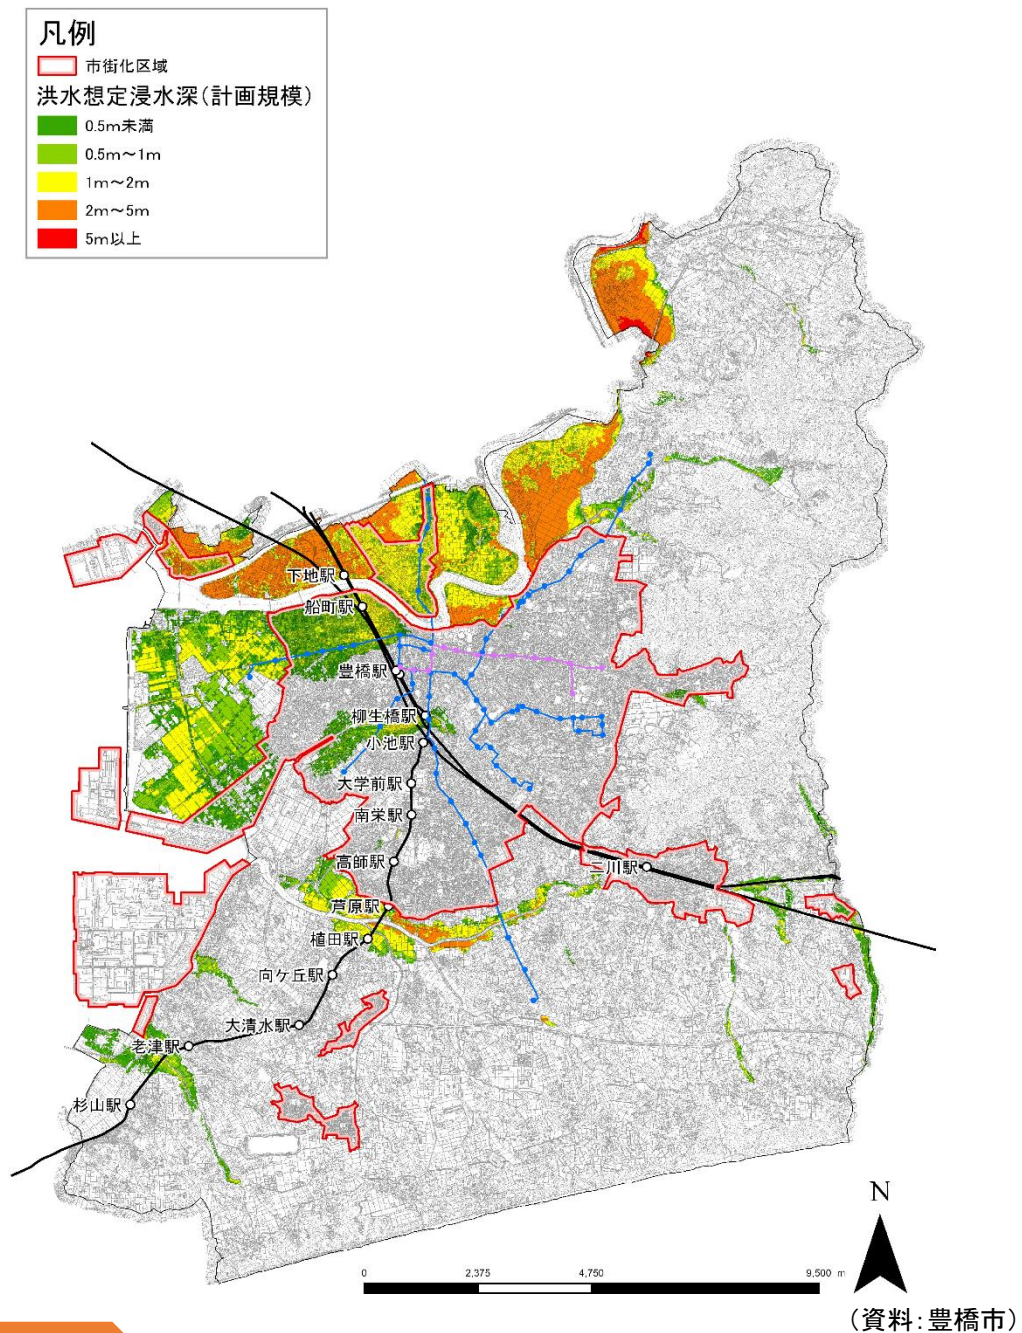 凡例
市街化区域
洪水想定浸水深(計画規模)
0.5m未満
0.5m～1m
1m～2m
2m～5m
5m以上
下地駅
船町駅
豊橋駅
柳生橋駅
小池駅
大学前駅
南栄駅
高師駅
二川駅
芦原駅
植田駅
向ケ丘駅
大清水駅
老津駅
杉山駅
N
0 2,375 4,750 9,500 m
(資料:豊橋市)